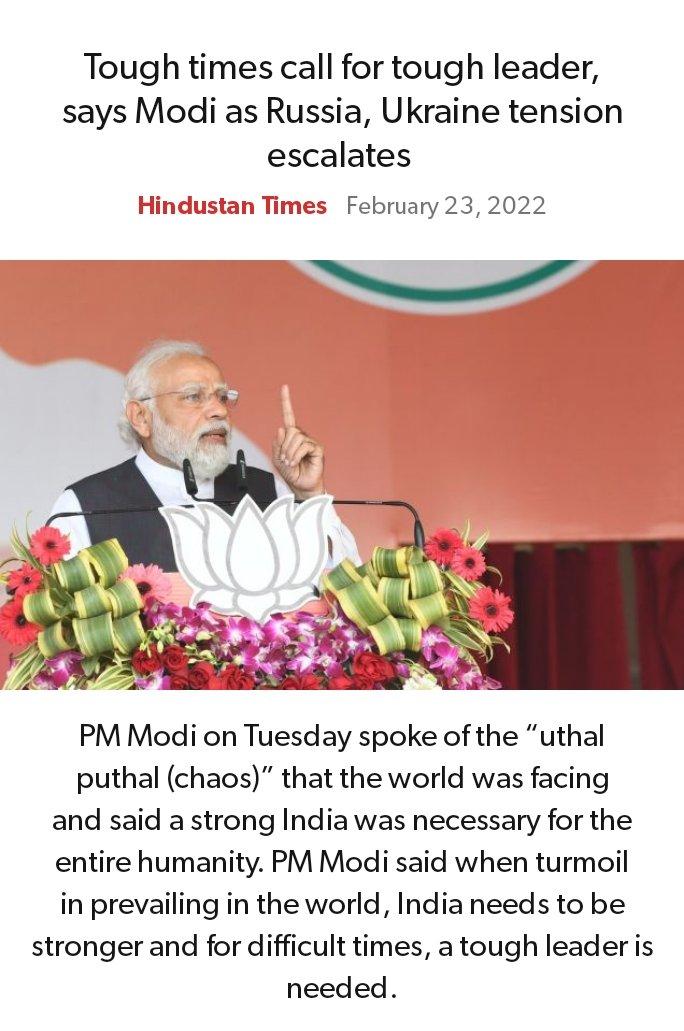 Tough times call for tough leader,
says Modi as Russia, Ukraine tension
escalates
Hindustan Times February 23, 2022
PM Modi on Tuesday spoke of the “uthal
puthal (chaos)” that the world was facing
and said a strong India was necessary for the
entire humanity. PM Modi said when turmoil
in prevailing in the world, India needs to be
stronger and for difficult times, a tough leader is
needed.